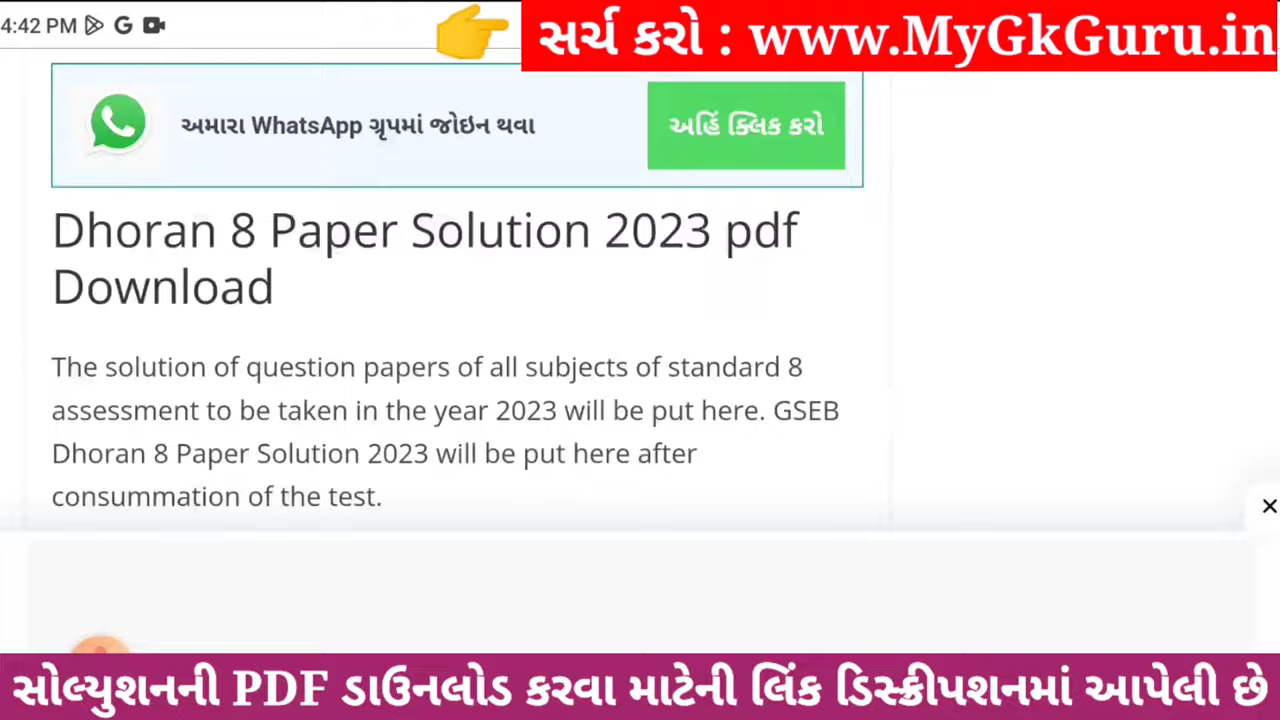 4:42 PM
👉 સર્ચ કરો : www.MyGkGuru.in
અમારા WhatsApp ગ્રૂપમાં જોઇન થવા
અહિં ક્લિક કરો
Dhoran 8 Paper Solution 2023 pdf
Download
The solution of question papers of all subjects of standard 8
assessment to be taken in the year 2023 will be put here. GSEB
Dhoran 8 Paper Solution 2023 will be put here after
consummation of the test.
સોલ્યુશનની PDF ડાઉનલોડ કરવા માટેની લિંક ડિસ્ક્રીપશનમાં આપેલી છે